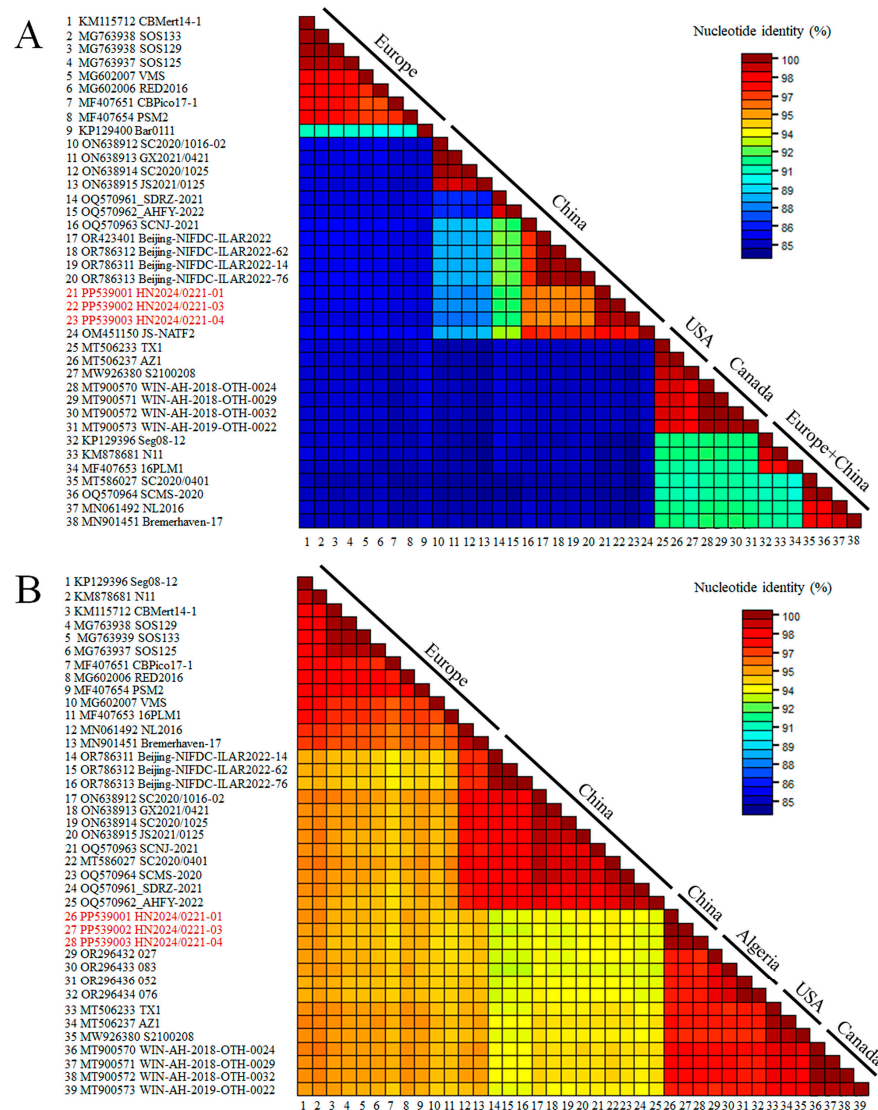 A
1 KM115712 CBMert14-1
2 MG763938 SOS133
3 MG763938 SOS129
4 MG763937 SOS125
5 MG602007 VMS
6 MG602006 RED2016
7 MF407651 CBPico17-1
8 MF407654 PSM2
9 KP129400 Bar0111
10 ON638912 SC2020/1016-02
11 ON638913 GX2021/0421
12 ON638914 SC2020/1025
13 ON638915 JS2021/0125
14 OQ570961_SDRZ-2021
15 OQ570962_AHFY-2022
16 OQ570963 SCNJ-2021
17 OR423401 Beijing-NIFDC-ILAR2022
18 OR786312 Beijing-NIFDC-ILAR2022-62
19 OR786311 Beijing-NIFDC-ILAR2022-14
20 OR786313 Beijing-NIFDC-ILAR2022-76
21 PP539001 HN2024/0221-01
22 PP539002 HN2024/0221-03
23 PP539003 HN2024/0221-04
24 OM451150 JS-NATF2
25 MT506233 TX1
26 MT506237 AZ1
27 MW926380 S2100208
28 MT900570 WIN-AH-2018-OTH-0024
29 MT900571 WIN-AH-2018-OTH-0029
30 MT900572 WIN-AH-2018-OTH-0032
31 MT900573 WIN-AH-2019-OTH-0022
32 KP129396 Seg08-12
33 KM878681 N11
34 MF407653 16PLM1
35 MT586027 SC2020/0401
36 OQ570964 SCMS-2020
37 MN061492 NL2016
38 MN901451 Bremerhaven-17
1 2 3 4 5 6 7 8 9 10 11 12 13 14 15 16 17 18 19 20 21 22 23 24 25 26 27 28 29 30 31 32 33 34 35 36 37 38
Europe
China
USA
Canada
Europe+China
Nucleotide identity (%)
100
98
97
95
94
92
91
89
88
86
85
B
1 KP129396 Seg08-12
2 KM878681 N11
3 KM115712 CBMert14-1
4 MG763938 SOS129
5 MG763939 SOS133
6 MG763937 SOS125
7 MF407651 CBPico17-1
8 MG602006 RED2016
9 MF407654 PSM2
10 MG602007 VMS
11 MF407653 16PLM1
12 MN061492 NL2016
13 MN901451 Bremerhaven-17
14 OR786311 Beijing-NIFDC-ILAR2022-14
15 OR786312 Beijing-NIFDC-ILAR2022-62
16 OR786313 Beijing-NIFDC-ILAR2022-76
17 ON638912 SC2020/1016-02
18 ON638913 GX2021/0421
19 ON638914 SC2020/1025
20 ON638915 JS2021/0125
21 OQ570963 SCNJ-2021
22 MT586027 SC2020/0401
23 OQ570964 SCMS-2020
24 OQ570961_SDRZ-2021
25 OQ570962_AHFY-2022
26 PP539001 HN2024/0221-01
27 PP539002 HN2024/0221-03
28 PP539003 HN2024/0221-04
29 OR296432 027
30 OR296433 083
31 OR296436 052
32 OR296434 076
33 MT506233 TX1
34 MT506237 AZ1
35 MW926380 S2100208
36 MT900570 WIN-AH-2018-OTH-0024
37 MT900571 WIN-AH-2018-OTH-0029
38 MT900572 WIN-AH-2018-OTH-0032
39 MT900573 WIN-AH-2019-OTH-0022
1 2 3 4 5 6 7 8 9 10 11 12 13 14 15 16 17 18 19 20 21 22 23 24 25 26 27 28 29 30 31 32 33 34 35 36 37 38 39
Europe
China
China
Algeria
USA
Canada
Nucleotide identity (%)
100
98
97
95
94
92
91
89
88
86
85